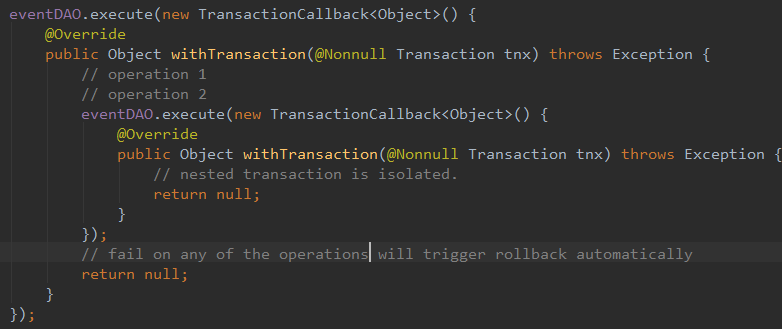 eventDAO.execute(new TransactionCallback<Object>() {
    @Override
    public Object withTransaction(@Nonnull Transaction tnx) throws Exception {
        // operation 1
        // operation 2
        eventDAO.execute(new TransactionCallback<Object>() {
            @Override
            public Object withTransaction(@Nonnull Transaction tnx) throws Exception {
                // nested transaction is isolated.
                return null;
            }
        });
        // fail on any of the operations will trigger rollback automatically
        return null;
    }
});